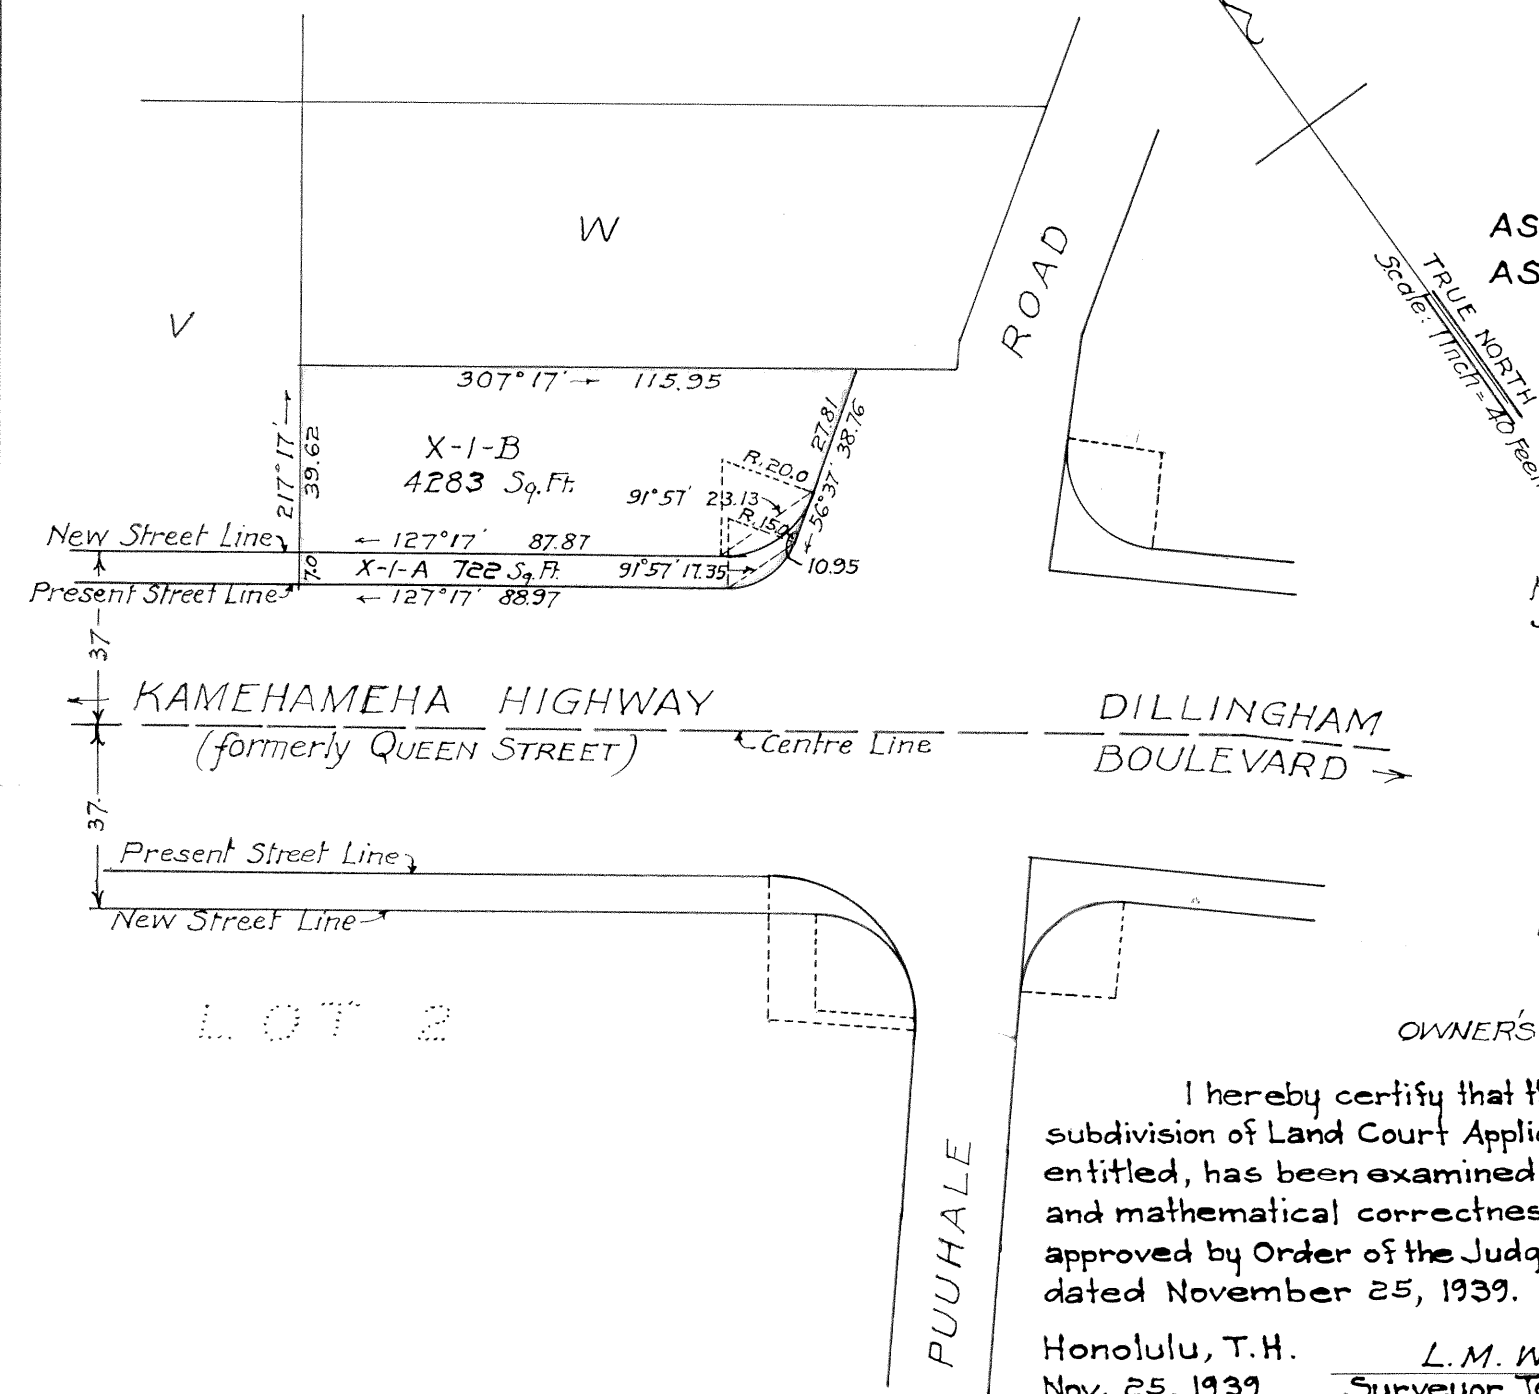 W
V
ROAD
AS
AS
TRUE NORTH
Scale: 1 Inch = 40 Feet
307°17' → 115.95
217°17' →
39.62
X-1-B
4283 Sq.Ft.
27.81
38.76
56°37'
R.20.0
91°57' 23.13
R.15.0
New Street Line
← 127°17' 87.87
7.0
X-1-A 722 Sq.Ft.
91°57' 17.35
10.95
Present Street Line
← 127°17' 88.97
37
KAMEHAMEHA HIGHWAY
(formerly QUEEN STREET)
Centre Line
DILLINGHAM
BOULEVARD →
37
Present Street Line
New Street Line
LOT 2
PUUHALE
OWNER'S
I hereby certify that
subdivision of Land Court
entitled, has been examined
and mathematical
approved by Order of the
dated November 25, 1939.
Honolulu, T.H.
L.M.
Nov. 25, 1939
Surveyor